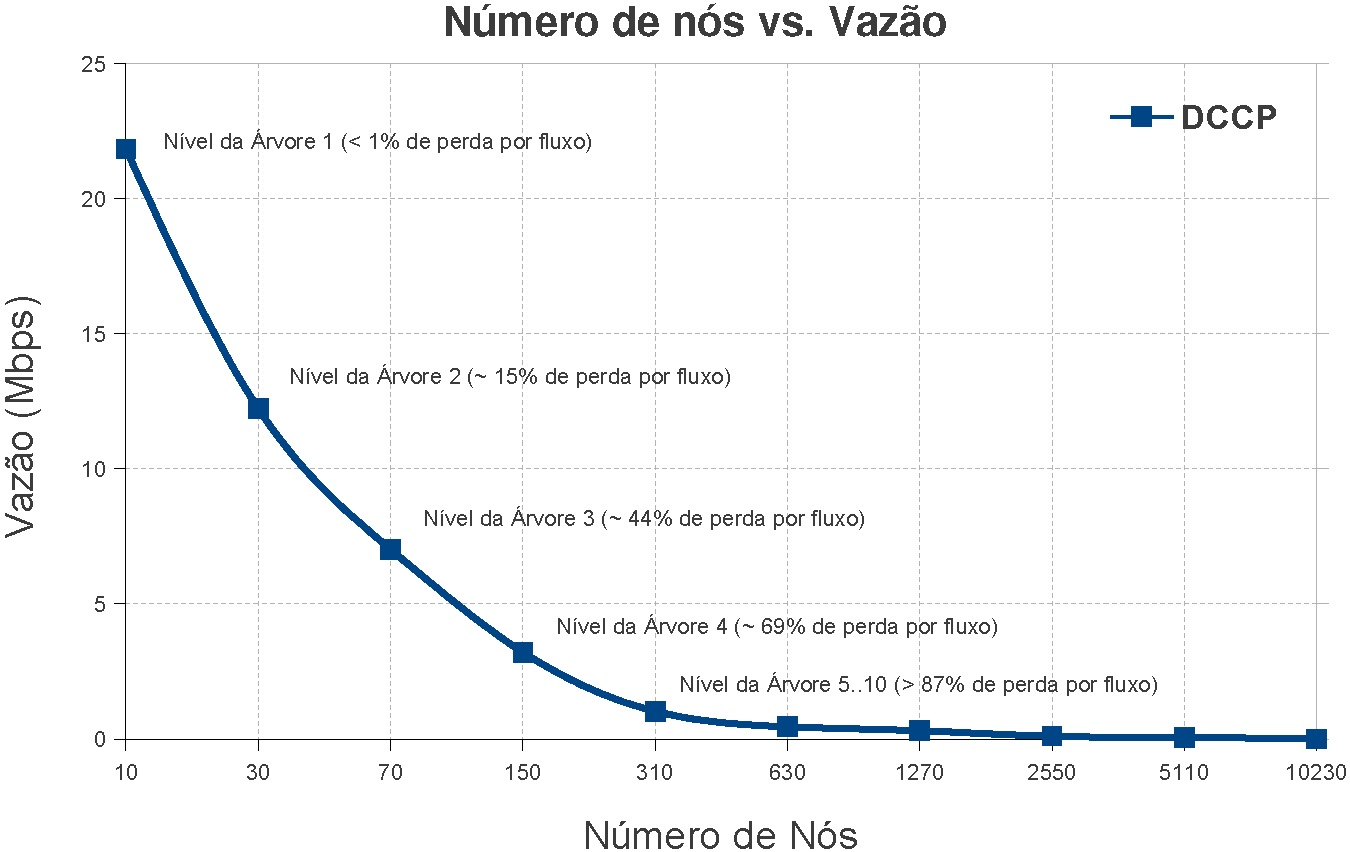 Número de nós vs. Vazão
25
DCCP
Nível da Árvore 1 (< 1% de perda por fluxo)
20
15
Vazão (Mbps)
Nível da Árvore 2 (~ 15% de perda por fluxo)
10
Nível da Árvore 3 (~ 44% de perda por fluxo)
5
Nível da Árvore 4 (~ 69% de perda por fluxo)
Nível da Árvore 5..10 (> 87% de perda por fluxo)
0
10 30 70 150 310 630 1270 2550 5110 10230
Número de Nós